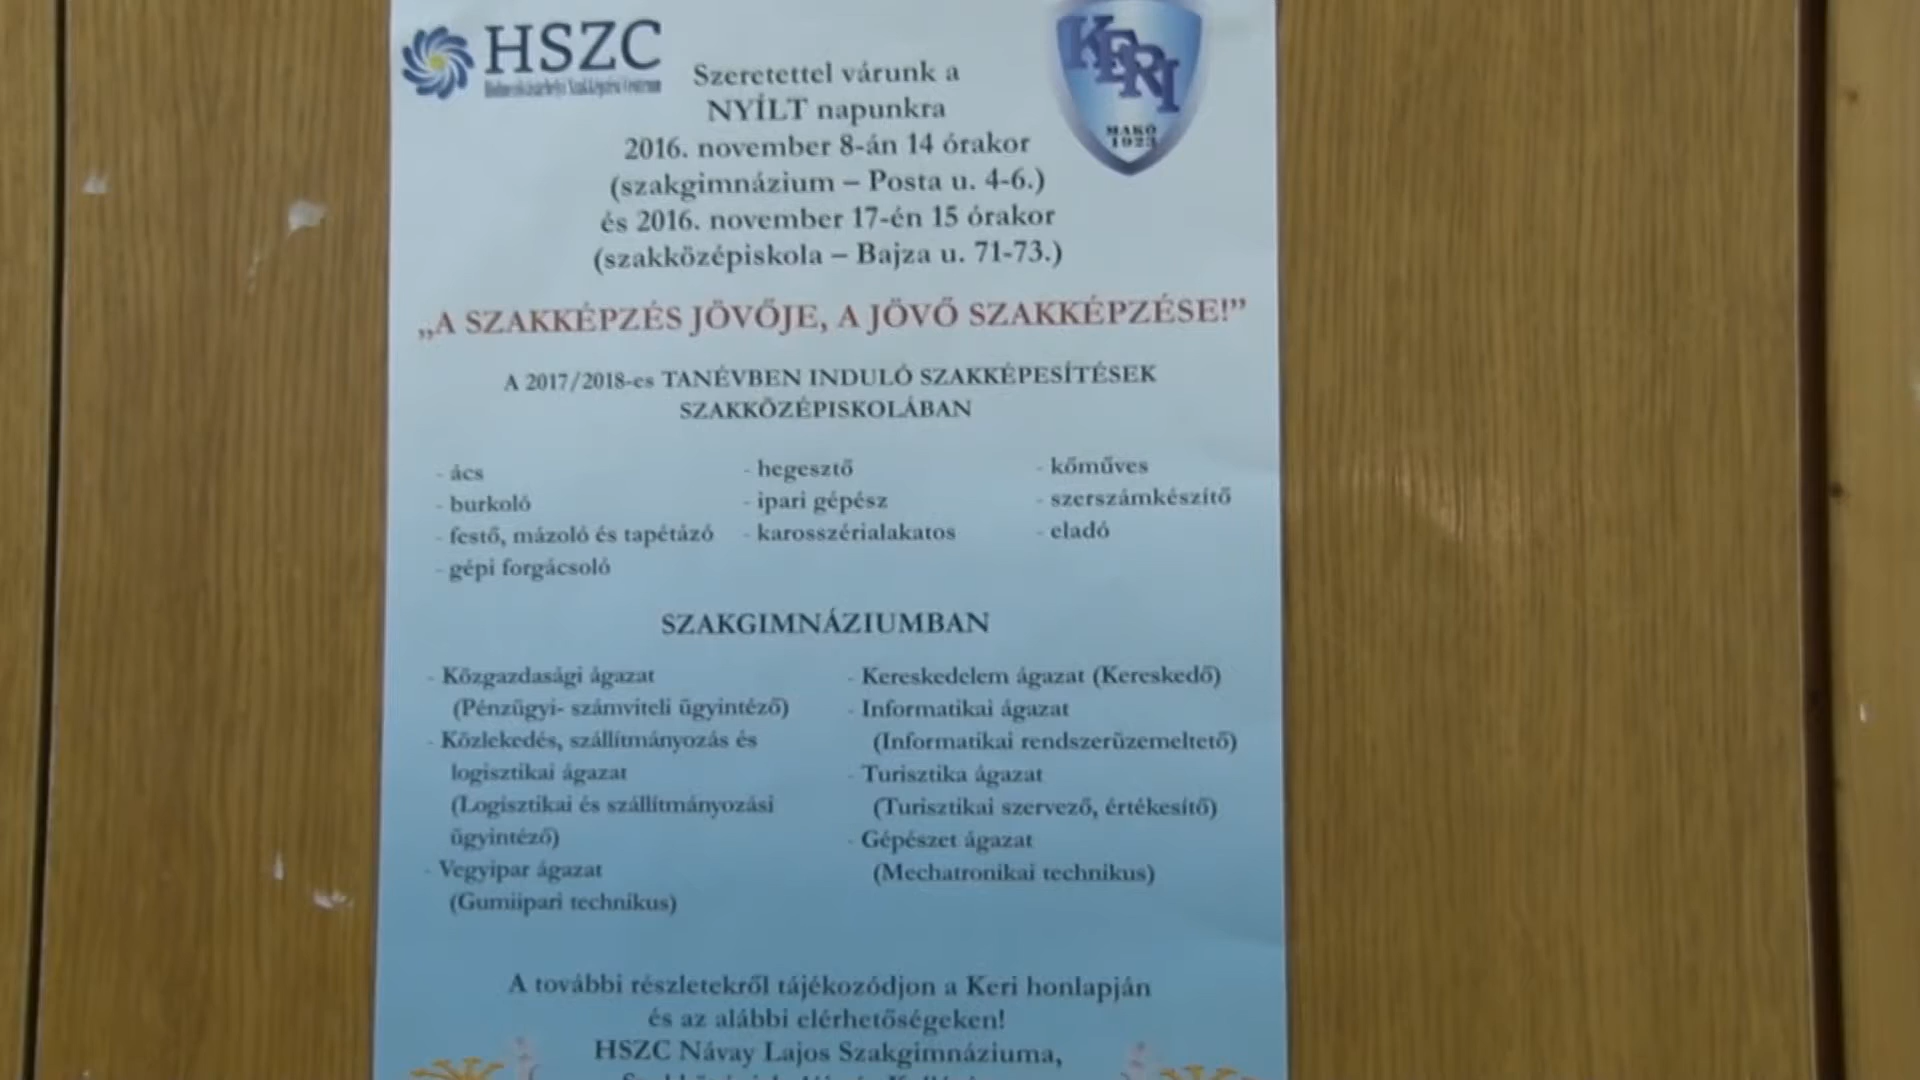 HSZC
Hódmezővásárhelyi Szakképzési Centrum
KERI
MAKÓ
1923
Szeretettel várunk a
NYÍLT napunkra
2016. november 8-án 14 órakor
(szakgimnázium – Posta u. 4-6.)
és 2016. november 17-én 15 órakor
(szakközépiskola – Bajza u. 71-73.)
„A SZAKKÉPZÉS JÖVŐJE, A JÖVŐ SZAKKÉPZÉSE!”
A 2017/2018-es TANÉVBEN INDULÓ SZAKKÉPESÍTÉSEK
SZAKKÖZÉPISKOLÁBAN
- ács
- burkoló
- festő, mázoló és tapétázó
- gépi forgácsoló
- hegesztő
- ipari gépész
- karosszérialakatos
- kőműves
- szerszámkészítő
- eladó
SZAKGIMNÁZIUMBAN
- Közgazdasági ágazat
(Pénzügyi- számviteli ügyintéző)
- Közlekedés, szállítmányozás és
logisztikai ágazat
(Logisztikai és szállítmányozási
ügyintéző)
- Vegyipar ágazat
(Gumiipari technikus)
- Kereskedelem ágazat (Kereskedő)
- Informatikai ágazat
(Informatikai rendszerüzemeltető)
- Turisztika ágazat
(Turisztikai szervező, értékesítő)
- Gépészet ágazat
(Mechatronikai technikus)
A további részletekről tájékozódjon a Keri honlapján
és az alábbi elérhetőségeken!
HSZC Návay Lajos Szakgimnáziuma,